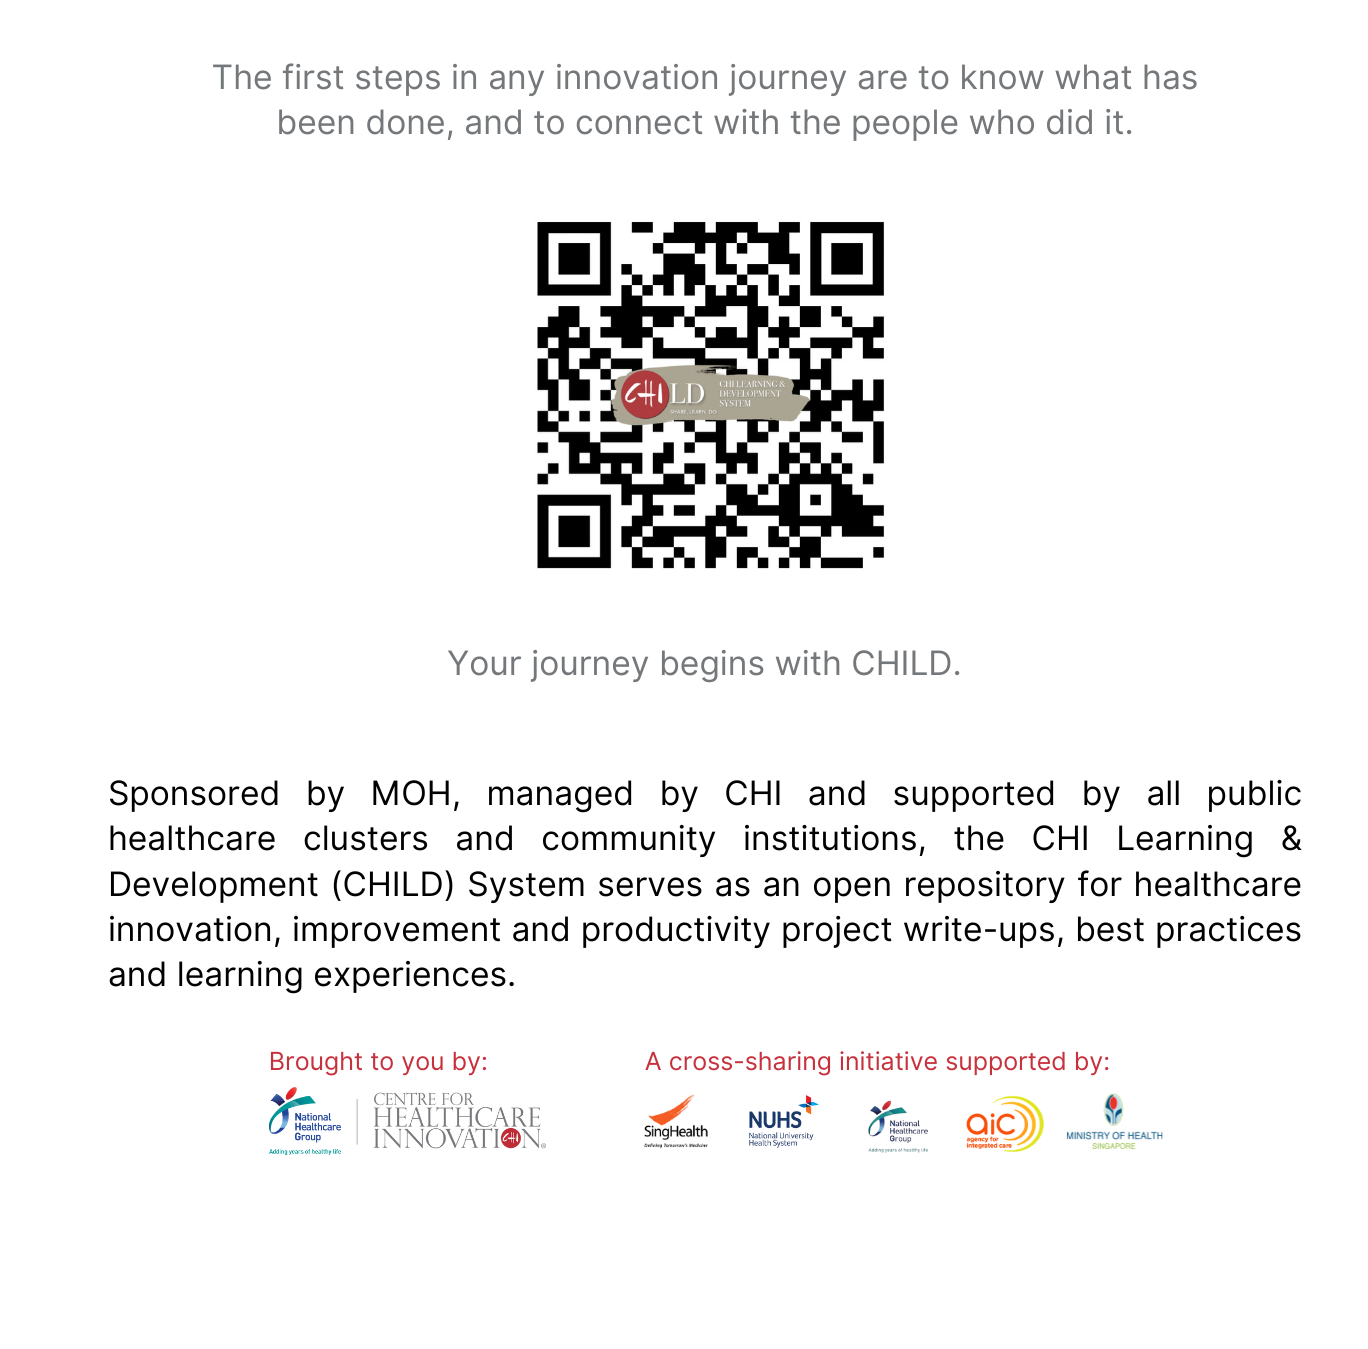 The first steps in any innovation journey are to know what has
been done, and to connect with the people who did it.
CHILD
CHI LEARNING &
DEVELOPMENT
SYSTEM
SHARE, LEARN, DO
Your journey begins with CHILD.
Sponsored by MOH, managed by CHI and supported by all public
healthcare clusters and community institutions, the CHI Learning &
Development (CHILD) System serves as an open repository for healthcare
innovation, improvement and productivity project write-ups, best practices
and learning experiences.
Brought to you by:
National
Healthcare
Group
Adding years of healthy life
CENTRE FOR
HEALTHCARE
INNOVATION
CHI
®
A cross-sharing initiative supported by:
SingHealth
Defining Tomorrow's Medicine
NUHS
National University
Health System
National
Healthcare
Group
Adding years of healthy life
aic
agency for
integrated care
MINISTRY OF HEALTH
SINGAPORE